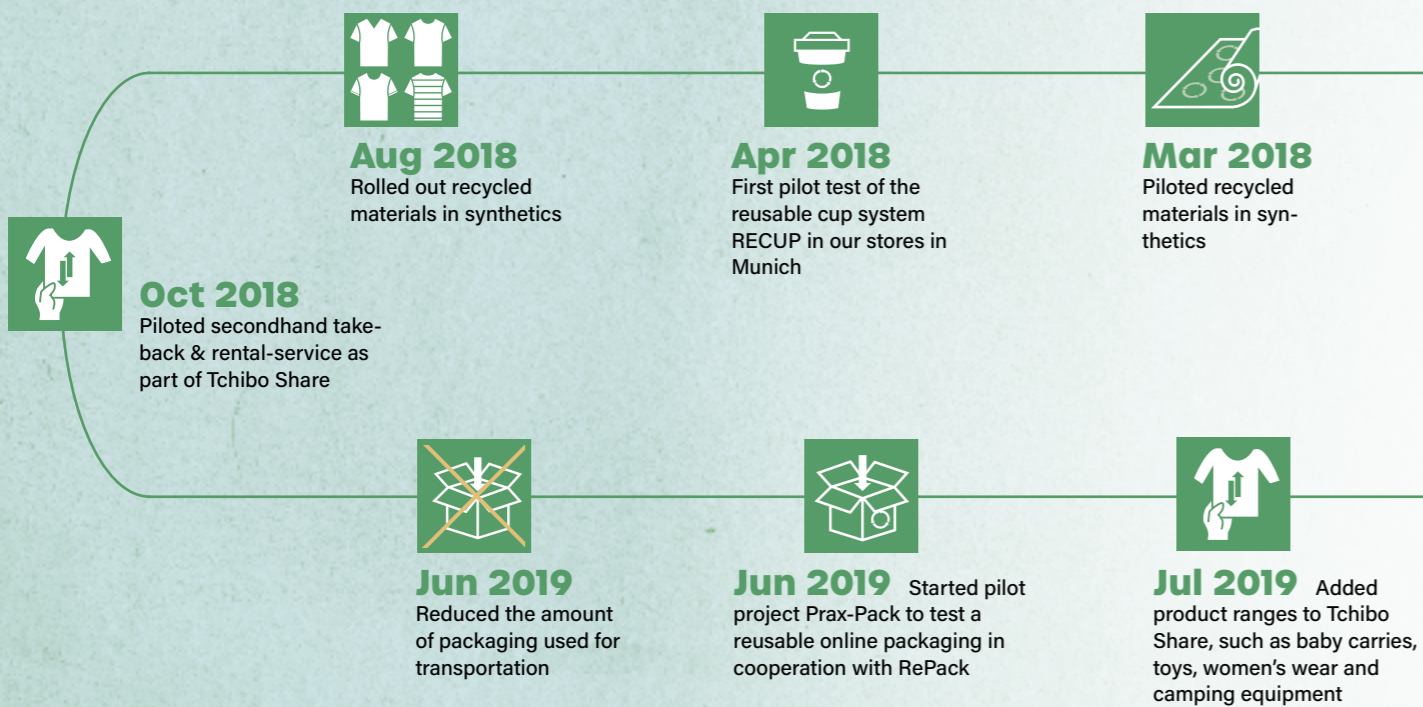 Aug 2018
Rolled out recycled
materials in synthetics
Apr 2018
First pilot test of the
reusable cup system
RECUP in our stores in
Munich
Mar 2018
Piloted recycled
materials in syn-
thetics
Oct 2018
Piloted secondhand take-
back & rental-service as
part of Tchibo Share
Jun 2019
Reduced the amount
of packaging used for
transportation
Jun 2019 Started pilot
project Prax-Pack to test a
reusable online packaging in
cooperation with RePack
Jul 2019 Added
product ranges to Tchibo
Share, such as baby carries,
toys, women's wear and
camping equipment